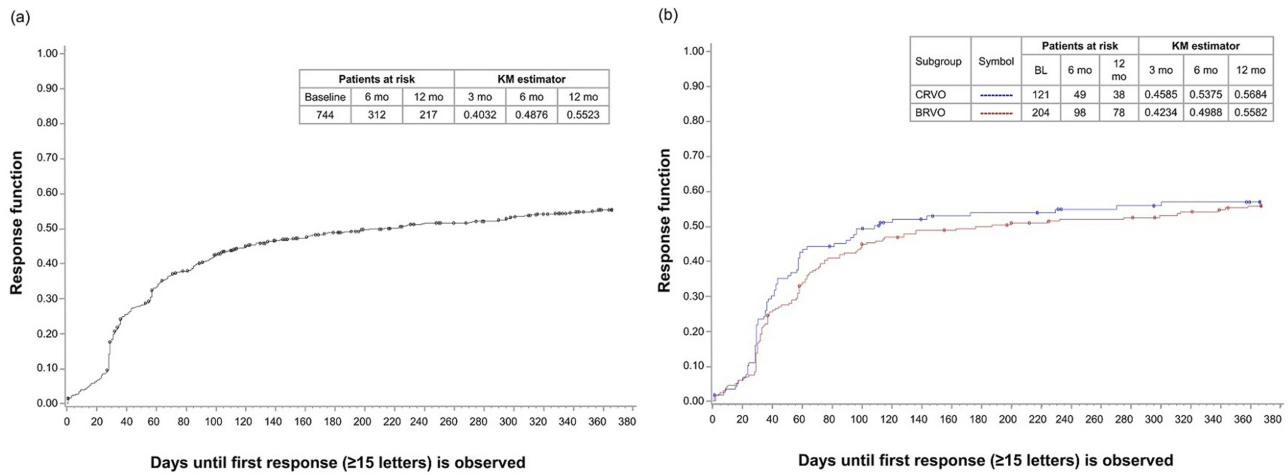 (a)
1.00
0.90
0.80
0.70
0.60
0.50
0.40
0.30
0.20
0.10
0.00
Response function
Patients at risk KM estimator
Baseline 6 mo 12 mo 3 mo 6 mo 12 mo
744 312 217 0.4032 0.4876 0.5523
0 20 40 60 80 100 120 140 160 180 200 220 240 260 280 300 320 340 360 380
Days until first response (≥15 letters) is observed
(b)
1.00
0.90
0.80
0.70
0.60
0.50
0.40
0.30
0.20
0.10
0.00
Response function
Subgroup Symbol Patients at risk KM estimator
BL 6 mo 12 mo 3 mo 6 mo 12 mo
CRVO 121 49 38 0.4585 0.5375 0.5684
BRVO 204 98 78 0.4234 0.4988 0.5582
0 20 40 60 80 100 120 140 160 180 200 220 240 260 280 300 320 340 360 380
Days until first response (≥15 letters) is observed